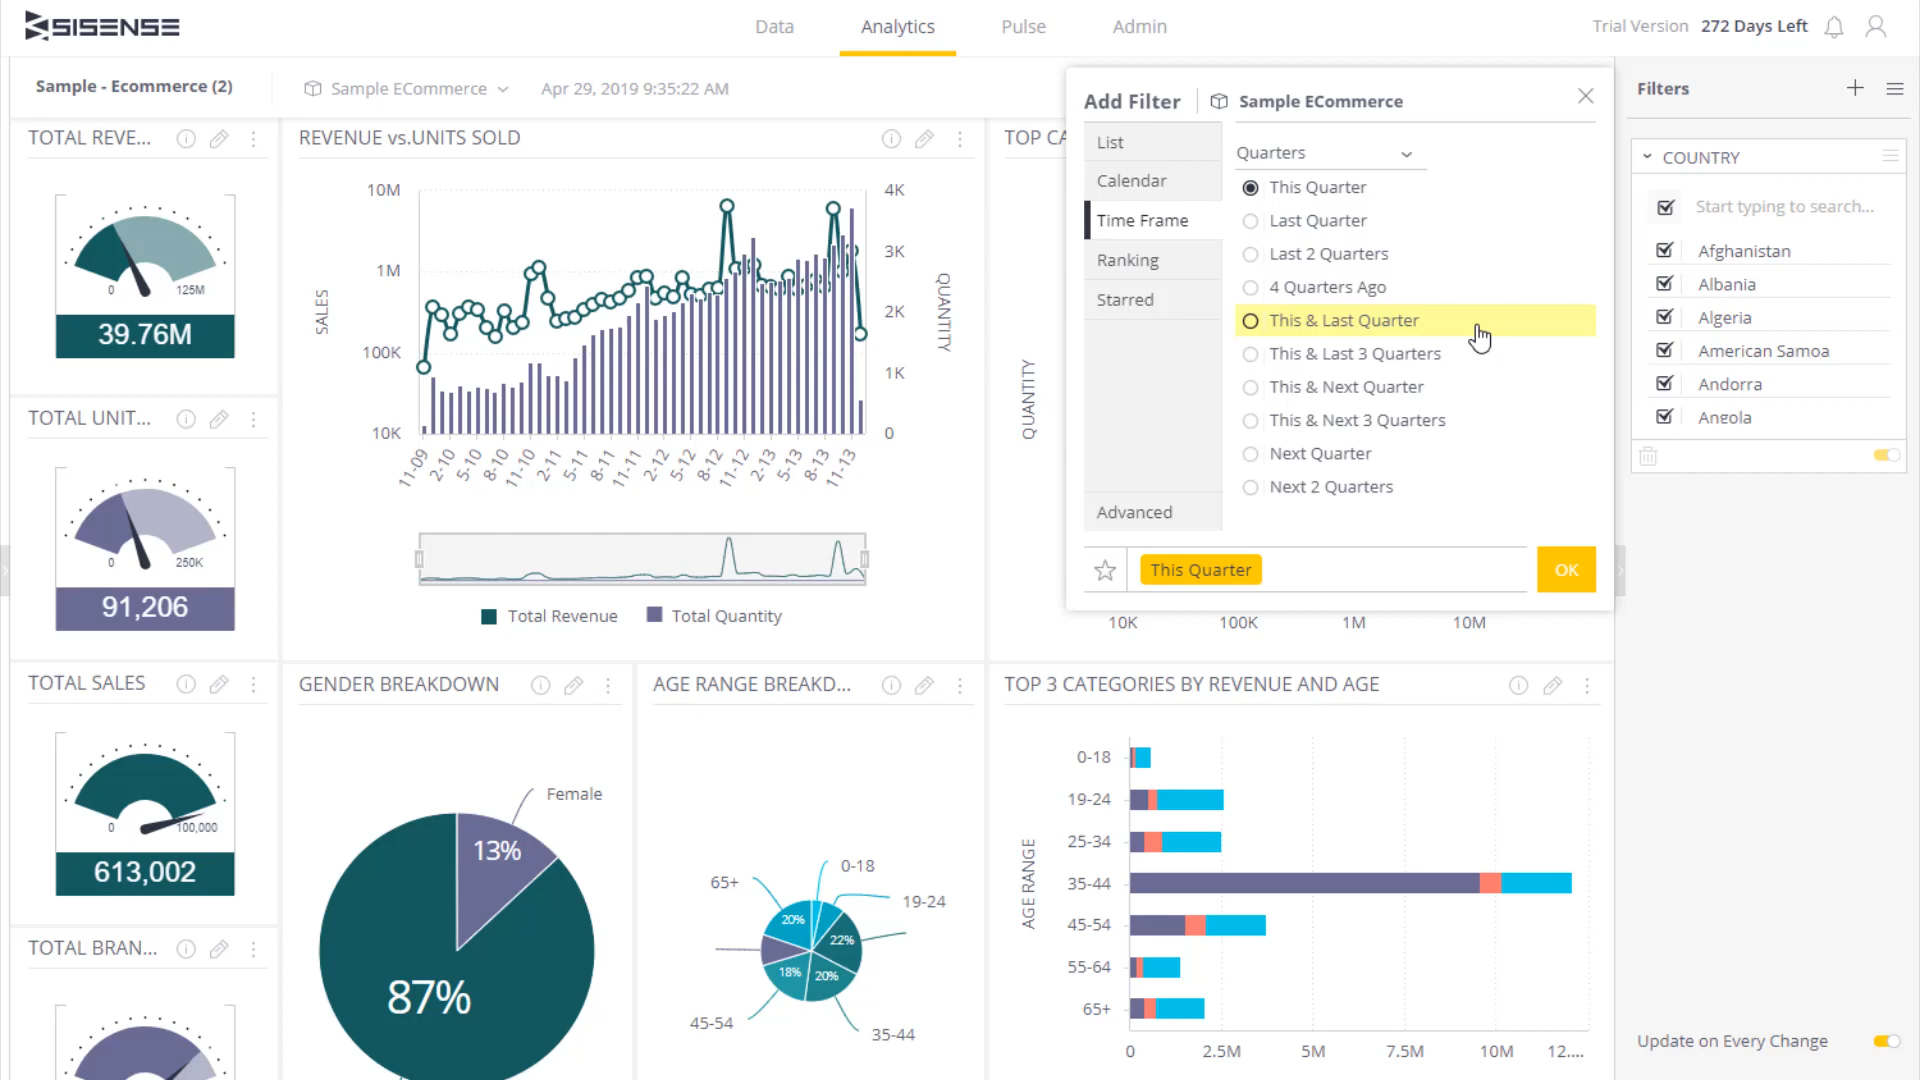 SISENSE
Data
Analytics
Pulse
Admin
Trial Version 272 Days Left
Sample - Ecommerce (2)
Sample ECommerce
Apr 29, 2019 9:35:22 AM
TOTAL REVE...
0
125M
39.76M
TOTAL UNIT...
0
250K
91,206
TOTAL SALES
0
100,000
613,002
TOTAL BRAN...
REVENUE vs.UNITS SOLD
10M
1M
100K
10K
SALES
4K
3K
2K
1K
0
QUANTITY
11-09
2-10
5-10
8-10
11-10
2-11
5-11
8-11
11-11
2-12
5-12
8-12
11-12
2-13
5-13
8-13
11-13
Total Revenue
Total Quantity
TOP CA
QUANTITY
10K
100K
1M
10M
Add Filter
Sample ECommerce
List
Calendar
Time Frame
Ranking
Starred
Advanced
Quarters
This Quarter
Last Quarter
Last 2 Quarters
4 Quarters Ago
This & Last Quarter
This & Last 3 Quarters
This & Next Quarter
This & Next 3 Quarters
Next Quarter
Next 2 Quarters
This Quarter
OK
Filters
COUNTRY
Start typing to search...
Afghanistan
Albania
Algeria
American Samoa
Andorra
Angola
GENDER BREAKDOWN
Female
13%
87%
AGE RANGE BREAKD...
0-18
65+
19-24
20%
22%
18%
20%
45-54
35-44
TOP 3 CATEGORIES BY REVENUE AND AGE
AGE RANGE
0-18
19-24
25-34
35-44
45-54
55-64
65+
0
2.5M
5M
7.5M
10M
12....
Update on Every Change